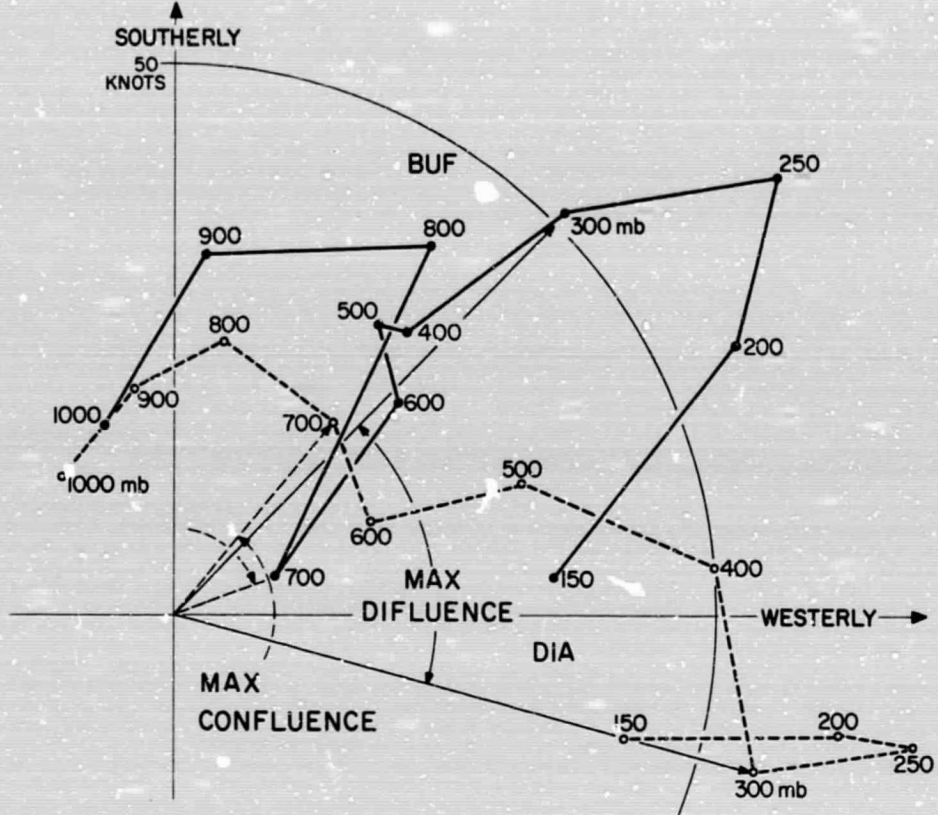 SOUTHERLY
50
KNOTS
BUF
250
300 mb
900
800
500
400
800
200
900
1000
600
700
1000 mb
500
600
700
150
400
MAX
DIFLUENCE
WESTERLY
DIA
MAX
CONFLUENCE
150
200
250
300 mb